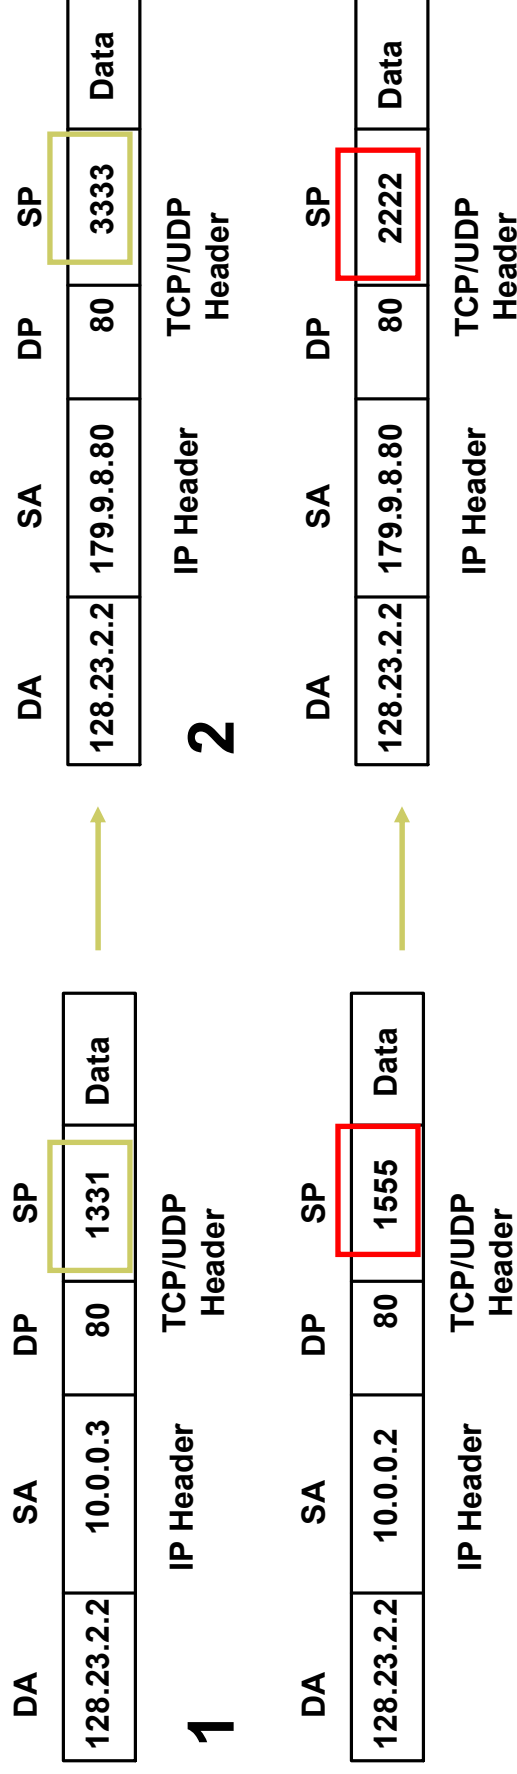 DA SA DP SP
128.23.2.2 10.0.0.3 80 1331 Data
IP Header TCP/UDP
Header
1
DA SA DP SP
128.23.2.2 179.9.8.80 80 3333 Data
IP Header TCP/UDP
Header
2
DA SA DP SP
128.23.2.2 10.0.0.2 80 1555 Data
IP Header TCP/UDP
Header
DA SA DP SP
128.23.2.2 179.9.8.80 80 2222 Data
IP Header TCP/UDP
Header